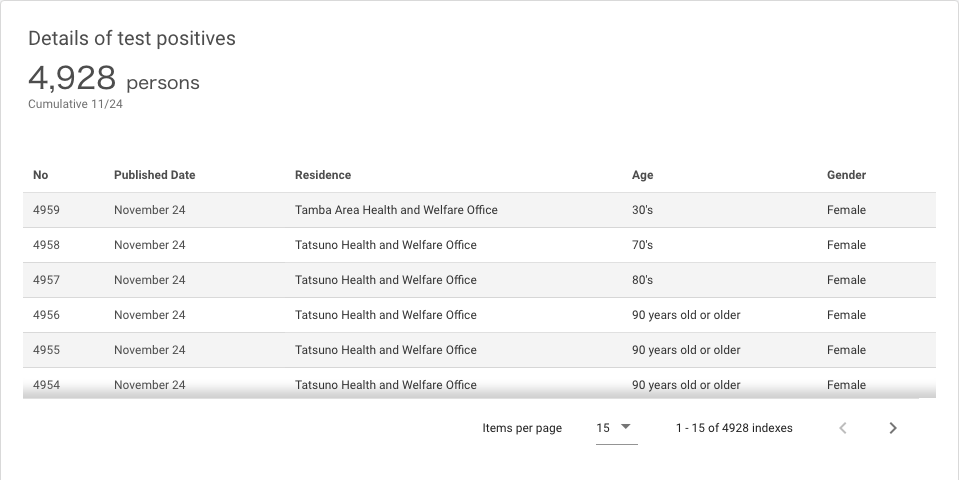 Details of test positives
4,928 persons
Cumulative 11/24
No Published Date Residence Age Gender
4959 November 24 Tamba Area Health and Welfare Office 30's Female
4958 November 24 Tatsuno Health and Welfare Office 70's Female
4957 November 24 Tatsuno Health and Welfare Office 80's Female
4956 November 24 Tatsuno Health and Welfare Office 90 years old or older Female
4955 November 24 Tatsuno Health and Welfare Office 90 years old or older Female
4954 November 24 Tatsuno Health and Welfare Office 90 years old or older Female
Items per page 15 1 - 15 of 4928 indexes